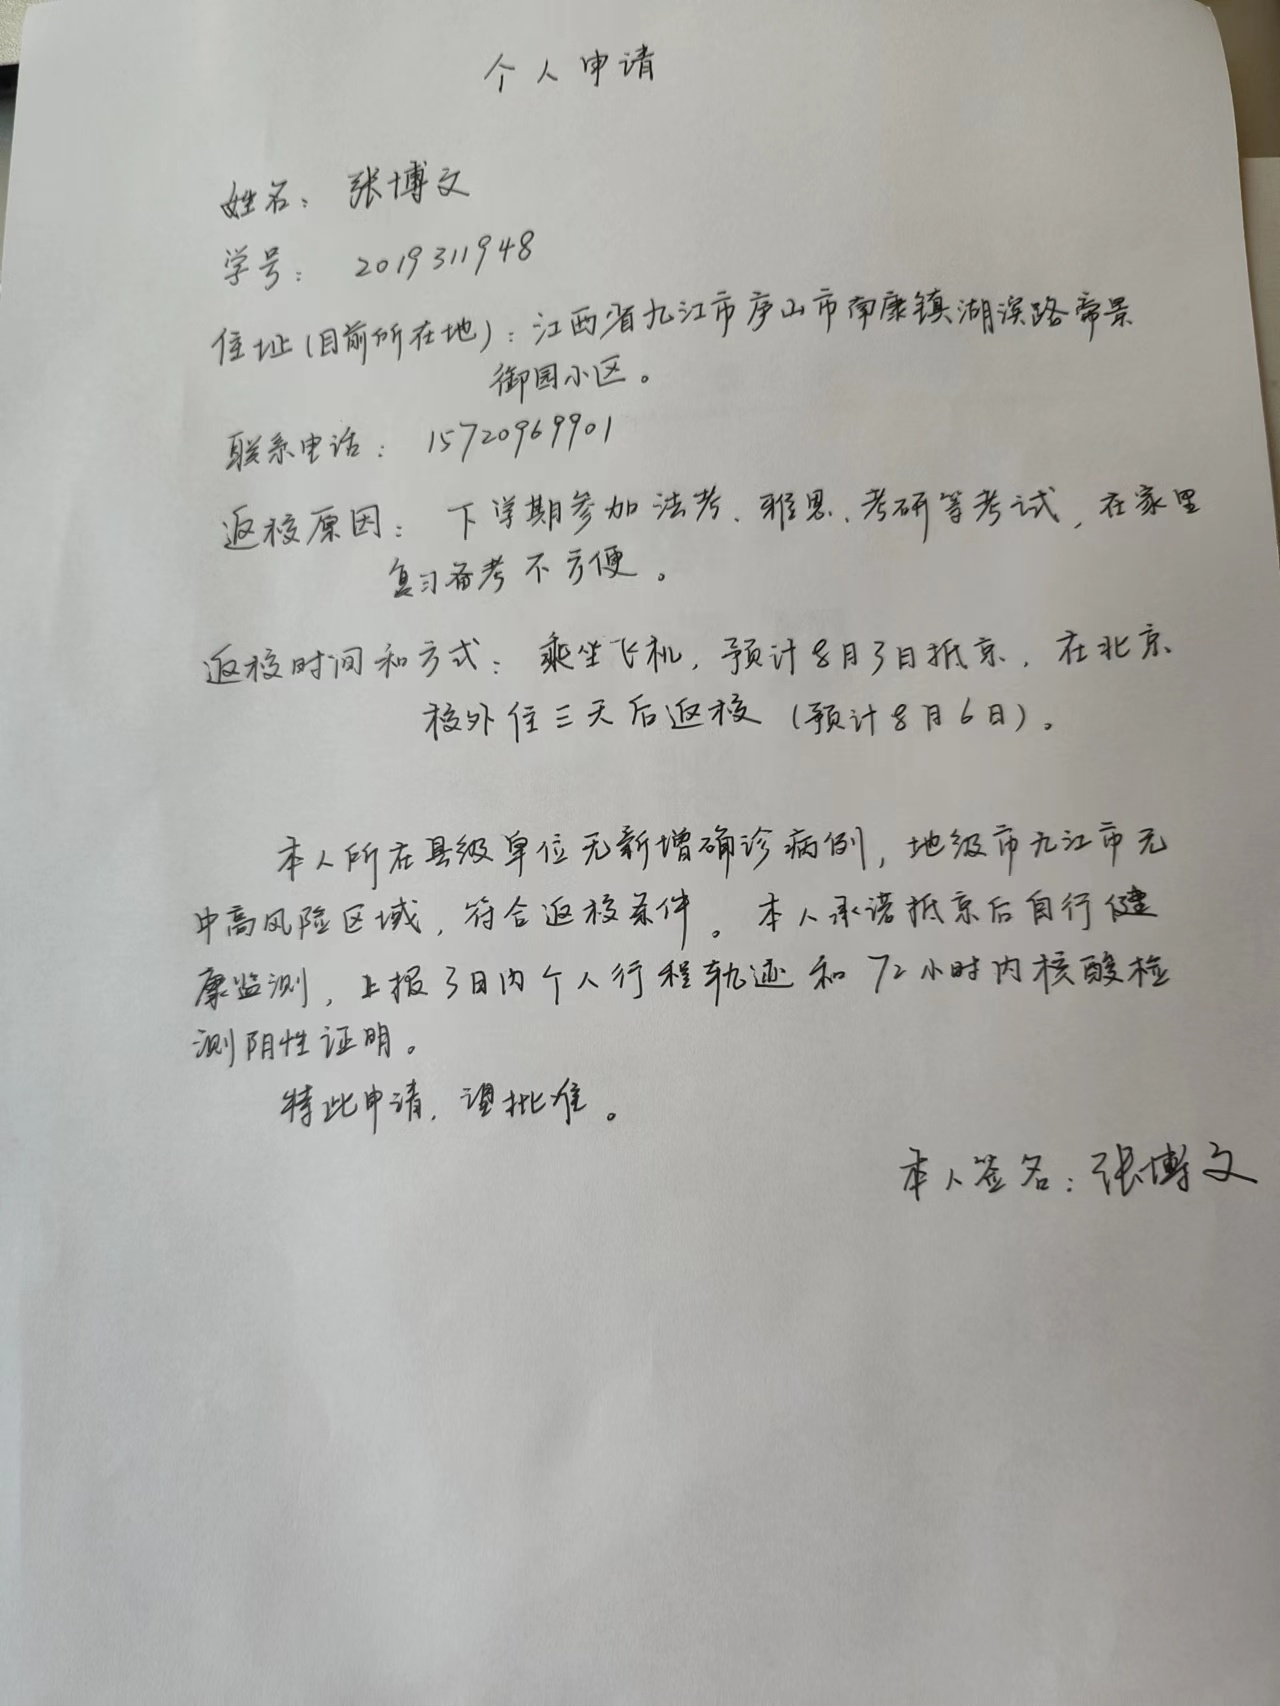 个人申请
姓名：张博文
学号：2019311948
住址（目前所在地）：江西省九江市庐山市南康镇湖滨路帝景
御园小区。
联系电话：15720969901
返校原因：下学期参加法考、雅思、考研等考试，在家里
复习备考不方便。
返校时间和方式：乘坐飞机，预计8月3日抵京，在北京
校外住三天后返校（预计8月6日）。
本人所在县级单位无新增确诊病例，地级市九江市无
中高风险区域，符合返校条件。本人承诺抵京后自行健
康监测，上报3日内个人行程轨迹和72小时内核酸检
测阴性证明。
特此申请，望批准。
本人签名：张博文